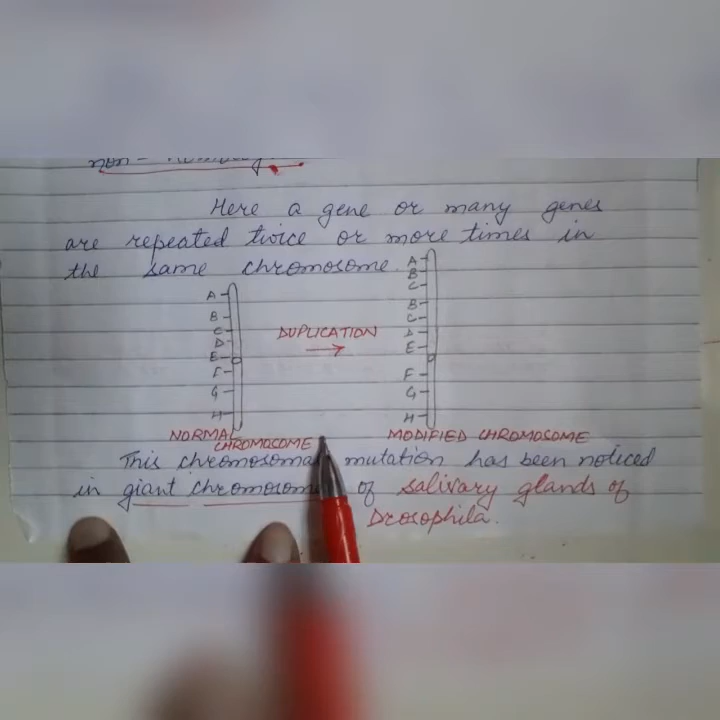 Here a gene or many genes
are repeated twice or more times in
the same chromosome.
A
B
C
D
E
F
G
H
DUPLICATION
A
B
C
B
C
D
E
F
G
H
NORMAL
CHROMOSOME
MODIFIED CHROMOSOME
This chromosomal mutation has been noticed
in giant chromosome of salivary glands of
Drosophila.